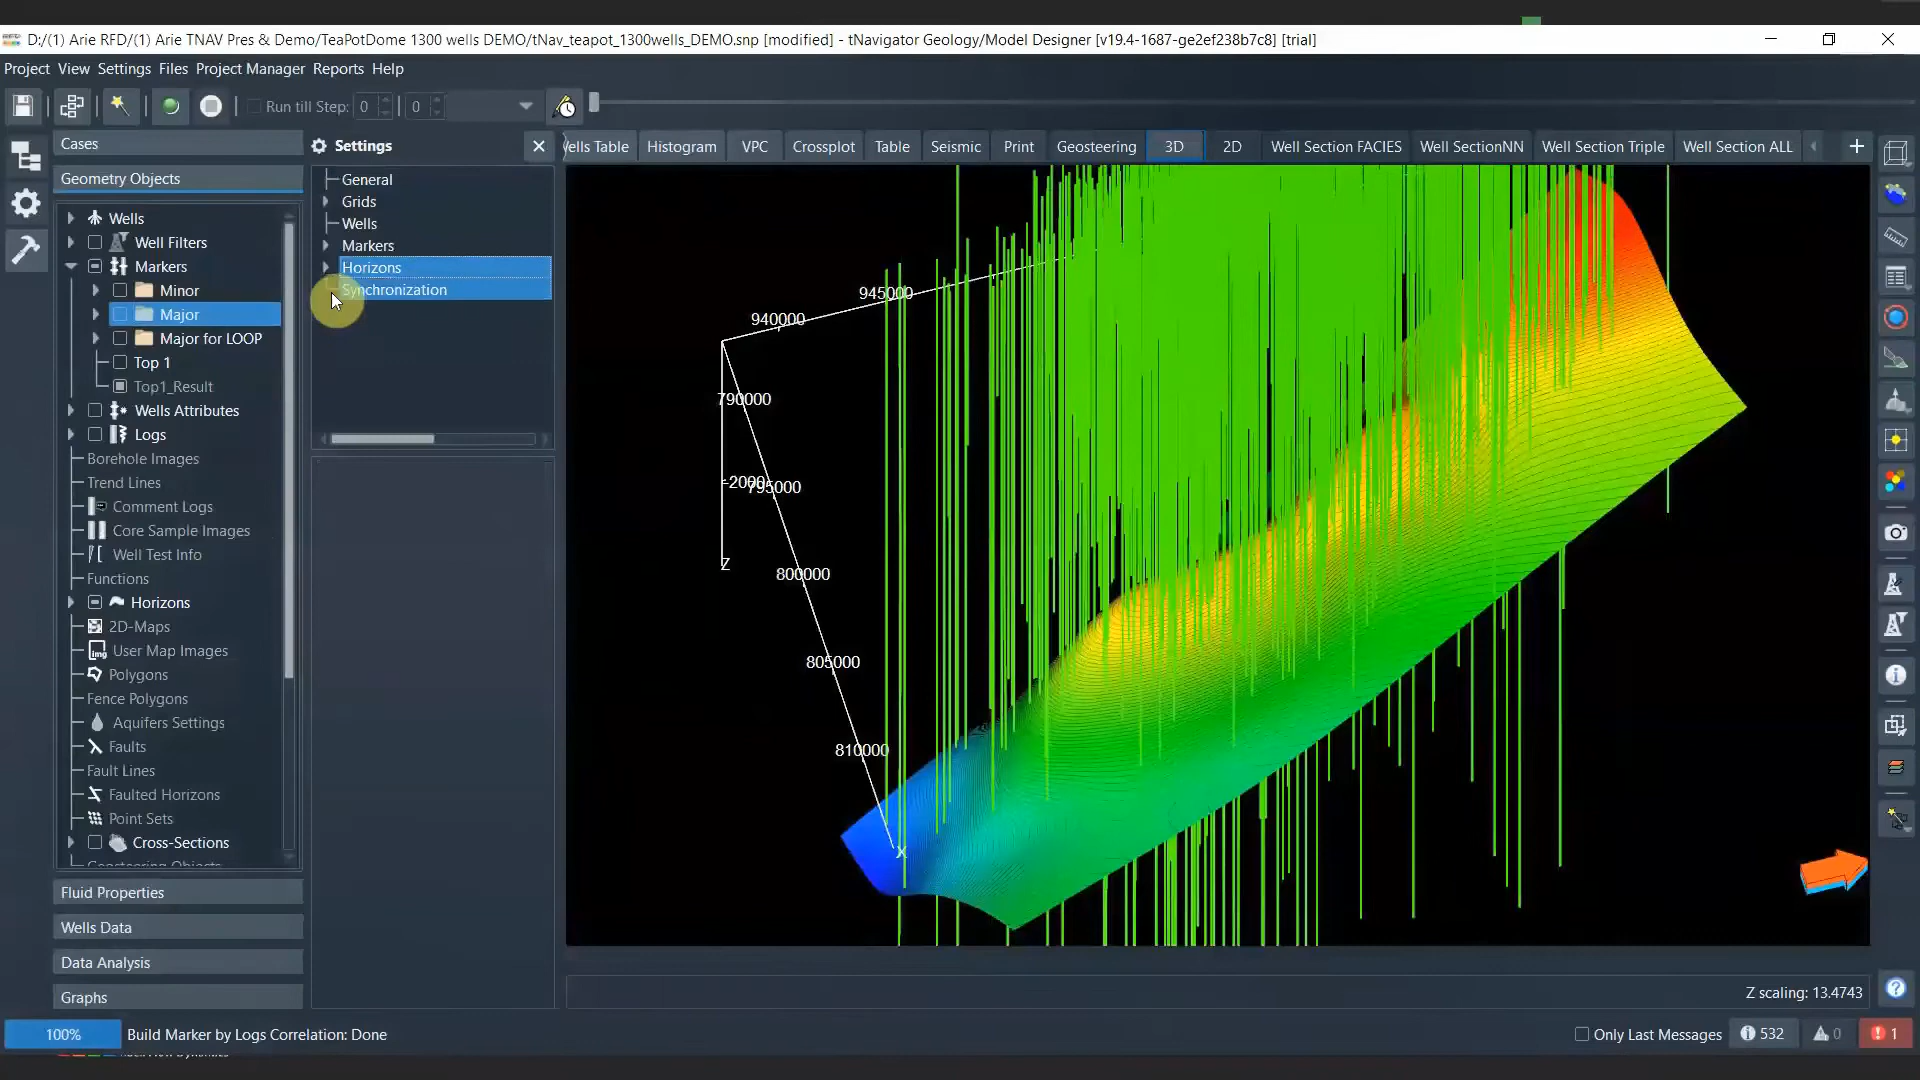 D:/(1) Arie RFD/(1) Arie TNAV Pres & Demo/TeaPotDome 1300 wells DEMO/tNav_teapot_1300wells_DEMO.snp [modified] - tNavigator Geology/Model Designer [v19.4-1687-ge2ef238b7c8] [trial]
Project View Settings Files Project Manager Reports Help
Run till Step: 0 0
Cases
Geometry Objects
Wells
Well Filters
Markers
Minor
Major
Major for LOOP
Top 1
Top1_Result
Wells Attributes
Logs
Borehole Images
Trend Lines
Comment Logs
Core Sample Images
Well Test Info
Functions
Horizons
2D-Maps
User Map Images
Polygons
Fence Polygons
Aquifers Settings
Faults
Fault Lines
Faulted Horizons
Point Sets
Cross-Sections
Geosteering Objects
Fluid Properties
Wells Data
Data Analysis
Graphs
Settings
General
Grids
Wells
Markers
Horizons
Synchronization
ells Table Histogram VPC Crossplot Table Seismic Print Geosteering 3D 2D Well Section FACIES Well SectionNN Well Section Triple Well Section ALL
945000
940000
790000
-2000
795000
Z
800000
805000
810000
X
Z scaling: 13.4743
100% Build Marker by Logs Correlation: Done
Only Last Messages 532 0 1